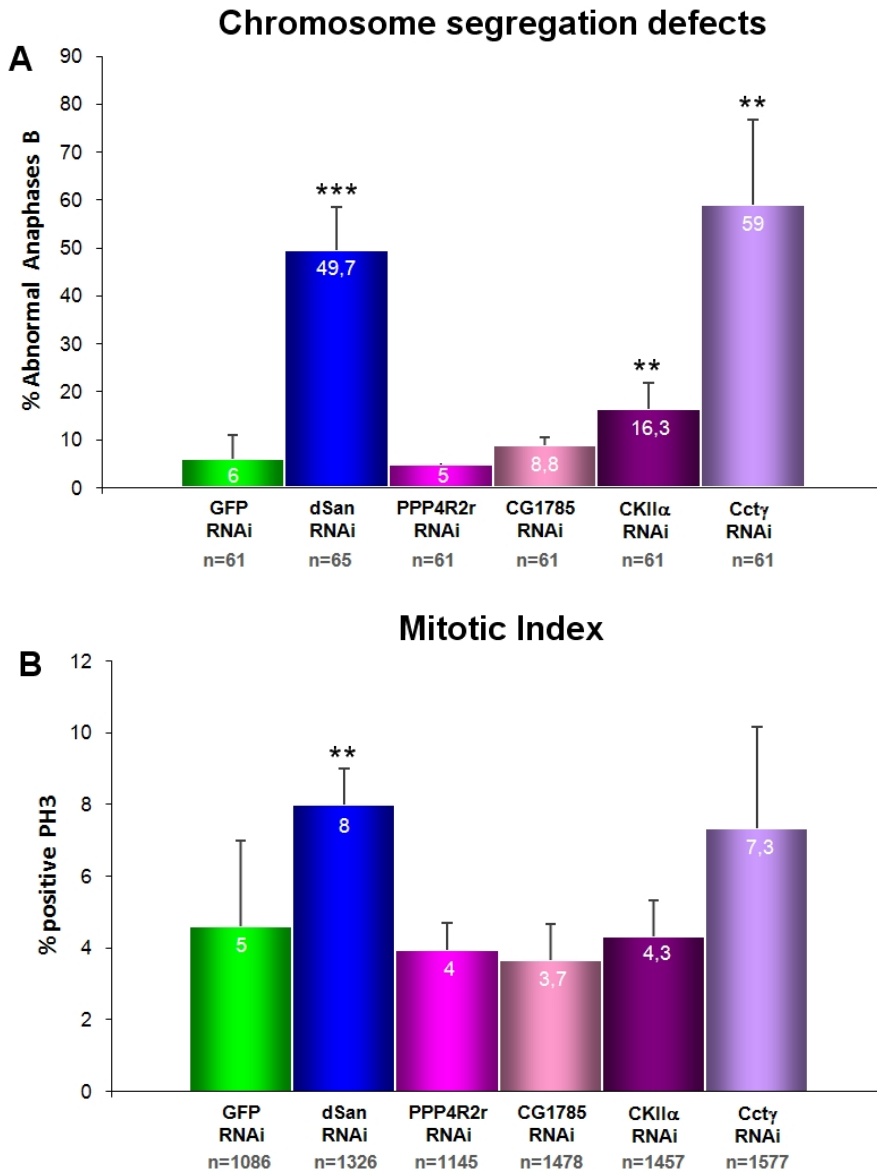 Chromosome segregation defects
A
% Abnormal Anaphases B
90
80
70
60
50
40
30
20
10
0
***
**
**
6
49,7
5
8,8
16,3
59
GFP dSan PPP4R2r CG1785 CKIIα Cctγ
RNAi RNAi RNAi RNAi RNAi RNAi
n=61 n=65 n=61 n=61 n=61 n=61
Mitotic Index
B
% positive PH3
12
10
8
6
4
2
0
**
5
8
4
3,7
4,3
7,3
GFP dSan PPP4R2r CG1785 CKIIα Cctγ
RNAi RNAi RNAi RNAi RNAi RNAi
n=1086 n=1326 n=1145 n=1478 n=1457 n=1577